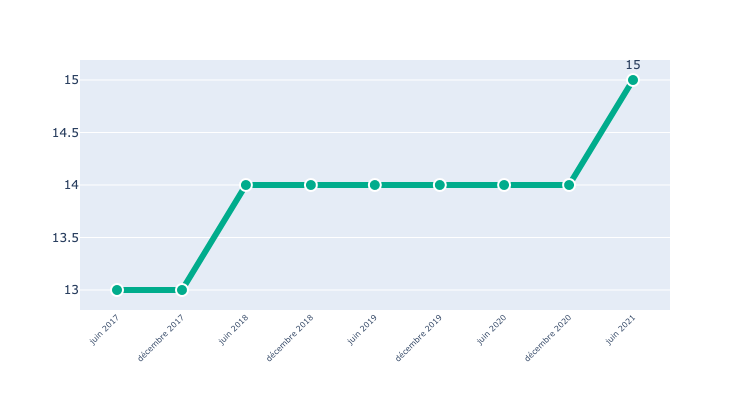 15
15
14.5
14
13.5
13
juin 2017
décembre 2017
juin 2018
décembre 2018
juin 2019
décembre 2019
juin 2020
décembre 2020
juin 2021